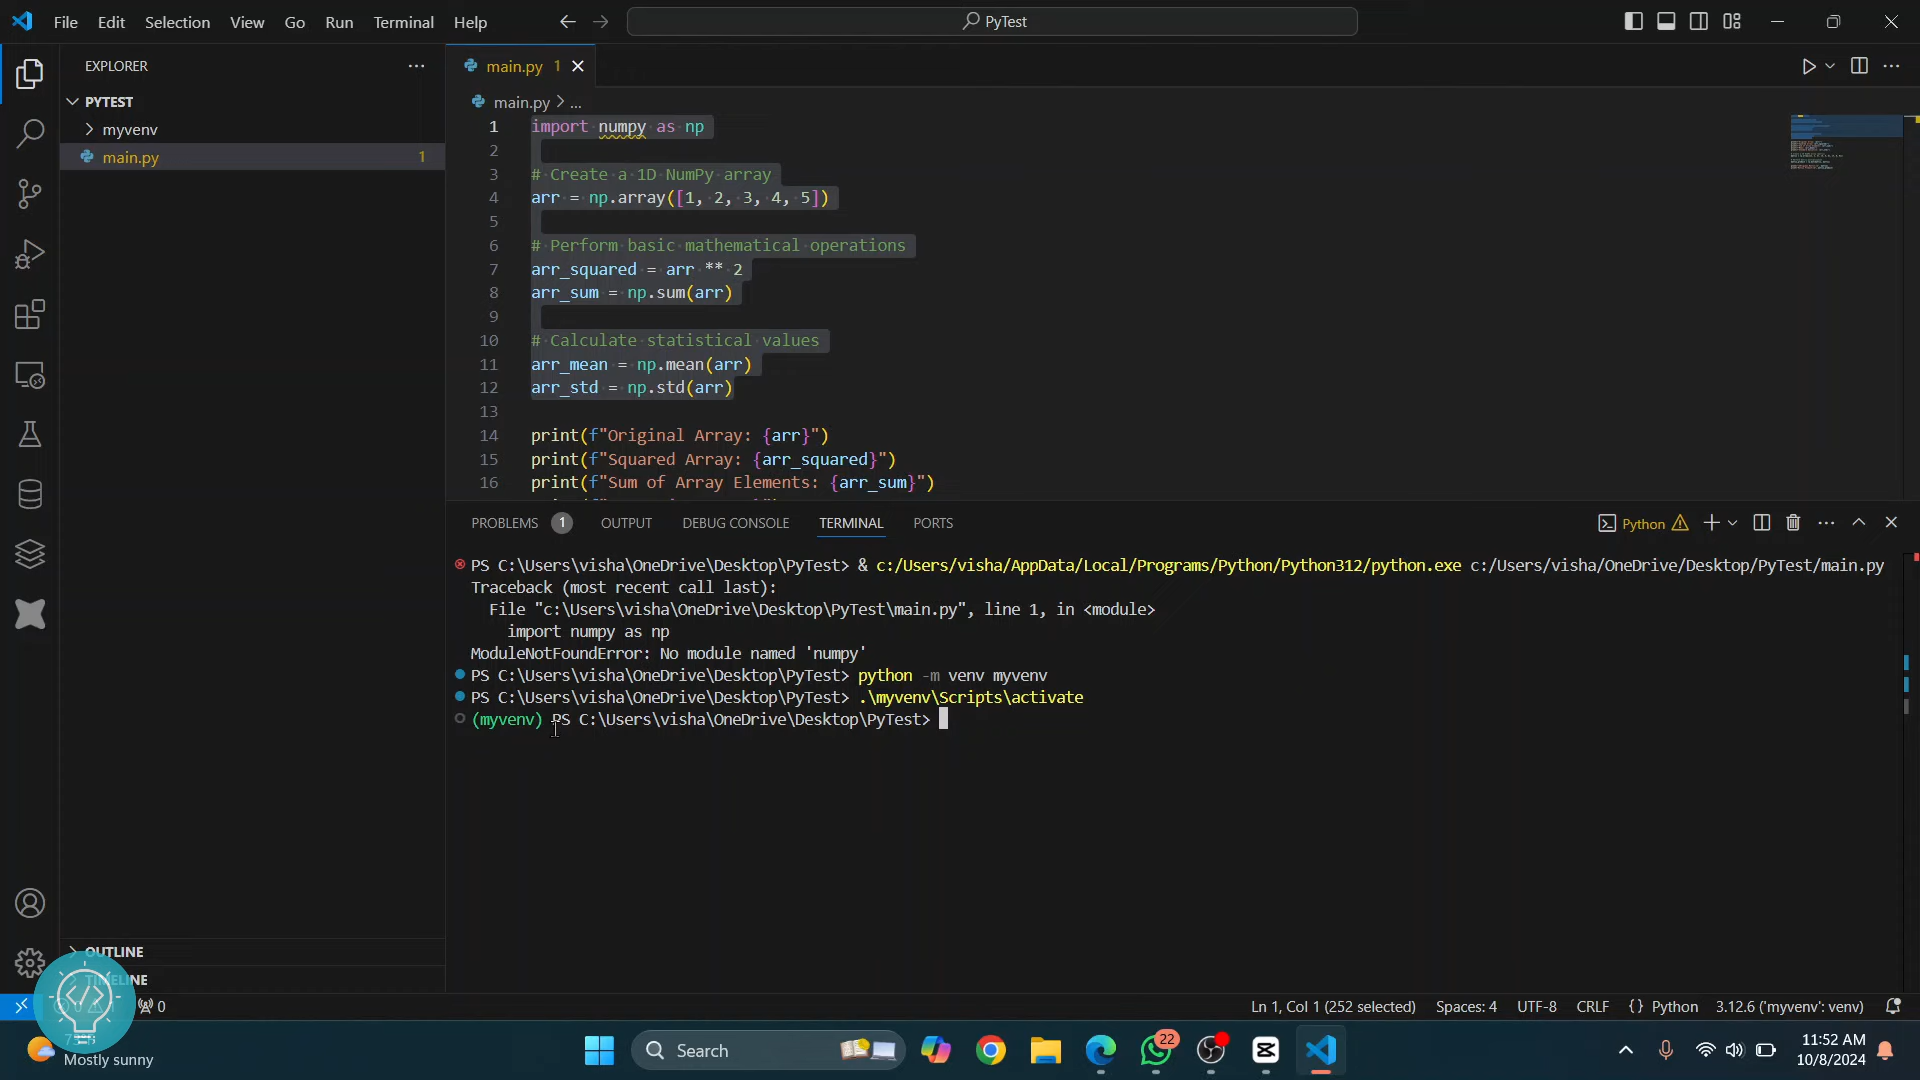 File Edit Selection View Go Run Terminal Help
PyTest
EXPLORER
PYTEST
myvenv
main.py 1
OUTLINE
TIMELINE
main.py 1
main.py > ...
1 import numpy as np
2
3 # Create a 1D NumPy array
4 arr = np.array([1, 2, 3, 4, 5])
5
6 # Perform basic mathematical operations
7 arr_squared = arr ** 2
8 arr_sum = np.sum(arr)
9
10 # Calculate statistical values
11 arr_mean = np.mean(arr)
12 arr_std = np.std(arr)
13
14 print(f"Original Array: {arr}")
15 print(f"Squared Array: {arr_squared}")
16 print(f"Sum of Array Elements: {arr_sum}")
PROBLEMS 1 OUTPUT DEBUG CONSOLE TERMINAL PORTS
Python
PS C:\Users\visha\OneDrive\Desktop\PyTest> & c:/Users/visha/AppData/Local/Programs/Python/Python312/python.exe c:/Users/visha/OneDrive/Desktop/PyTest/main.py
Traceback (most recent call last):
File "c:\Users\visha\OneDrive\Desktop\PyTest\main.py", line 1, in <module>
import numpy as np
ModuleNotFoundError: No module named 'numpy'
PS C:\Users\visha\OneDrive\Desktop\PyTest> python -m venv myvenv
PS C:\Users\visha\OneDrive\Desktop\PyTest> .\myvenv\Scripts\activate
(myvenv) PS C:\Users\visha\OneDrive\Desktop\PyTest>
0
Ln 1, Col 1 (252 selected) Spaces: 4 UTF-8 CRLF {} Python 3.12.6 ('myvenv': venv)
Mostly sunny
Search
22
11:52 AM
10/8/2024